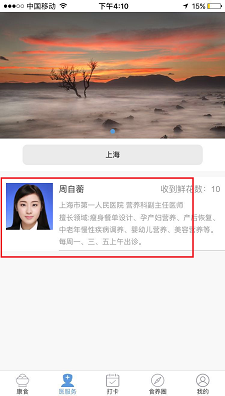 中国移动 下午4:10 15%
上海
周自蘅 收到鲜花数：10
上海市第一人民医院 营养科副主任医师
擅长领域:瘦身餐单设计、孕产妇营养、产后恢复、
中老年慢性疾病调养、婴幼儿营养、美容营养等。
每周一、三、五上午出诊。
康食 医服务 打卡 食养圈 我的